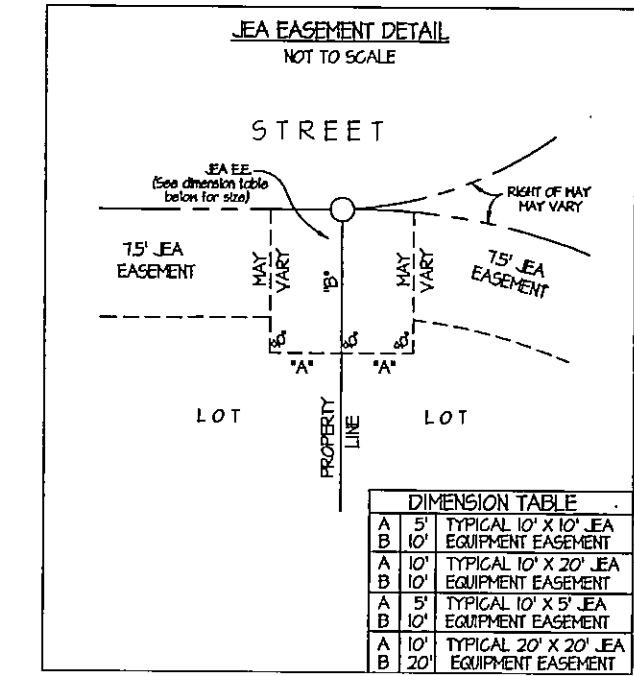 JEA EASEMENT DETAIL
NOT TO SCALE
STREET
JEA E.E.
(See dimension table
below for size)
RIGHT OF WAY
MAY VARY
7.5' JEA
EASEMENT
MAY
VARY
"B"
MAY
VARY
7.5' JEA
EASEMENT
90°
90°
90°
"A"
"A"
LOT
PROPERTY
LINE
LOT
DIMENSION TABLE
A 5' TYPICAL 10' X 10' JEA
B 10' EQUIPMENT EASEMENT
A 10' TYPICAL 10' X 20' JEA
B 10' EQUIPMENT EASEMENT
A 5' TYPICAL 10' X 5' JEA
B 10' EQUIPMENT EASEMENT
A 10' TYPICAL 20' X 20' JEA
B 20' EQUIPMENT EASEMENT